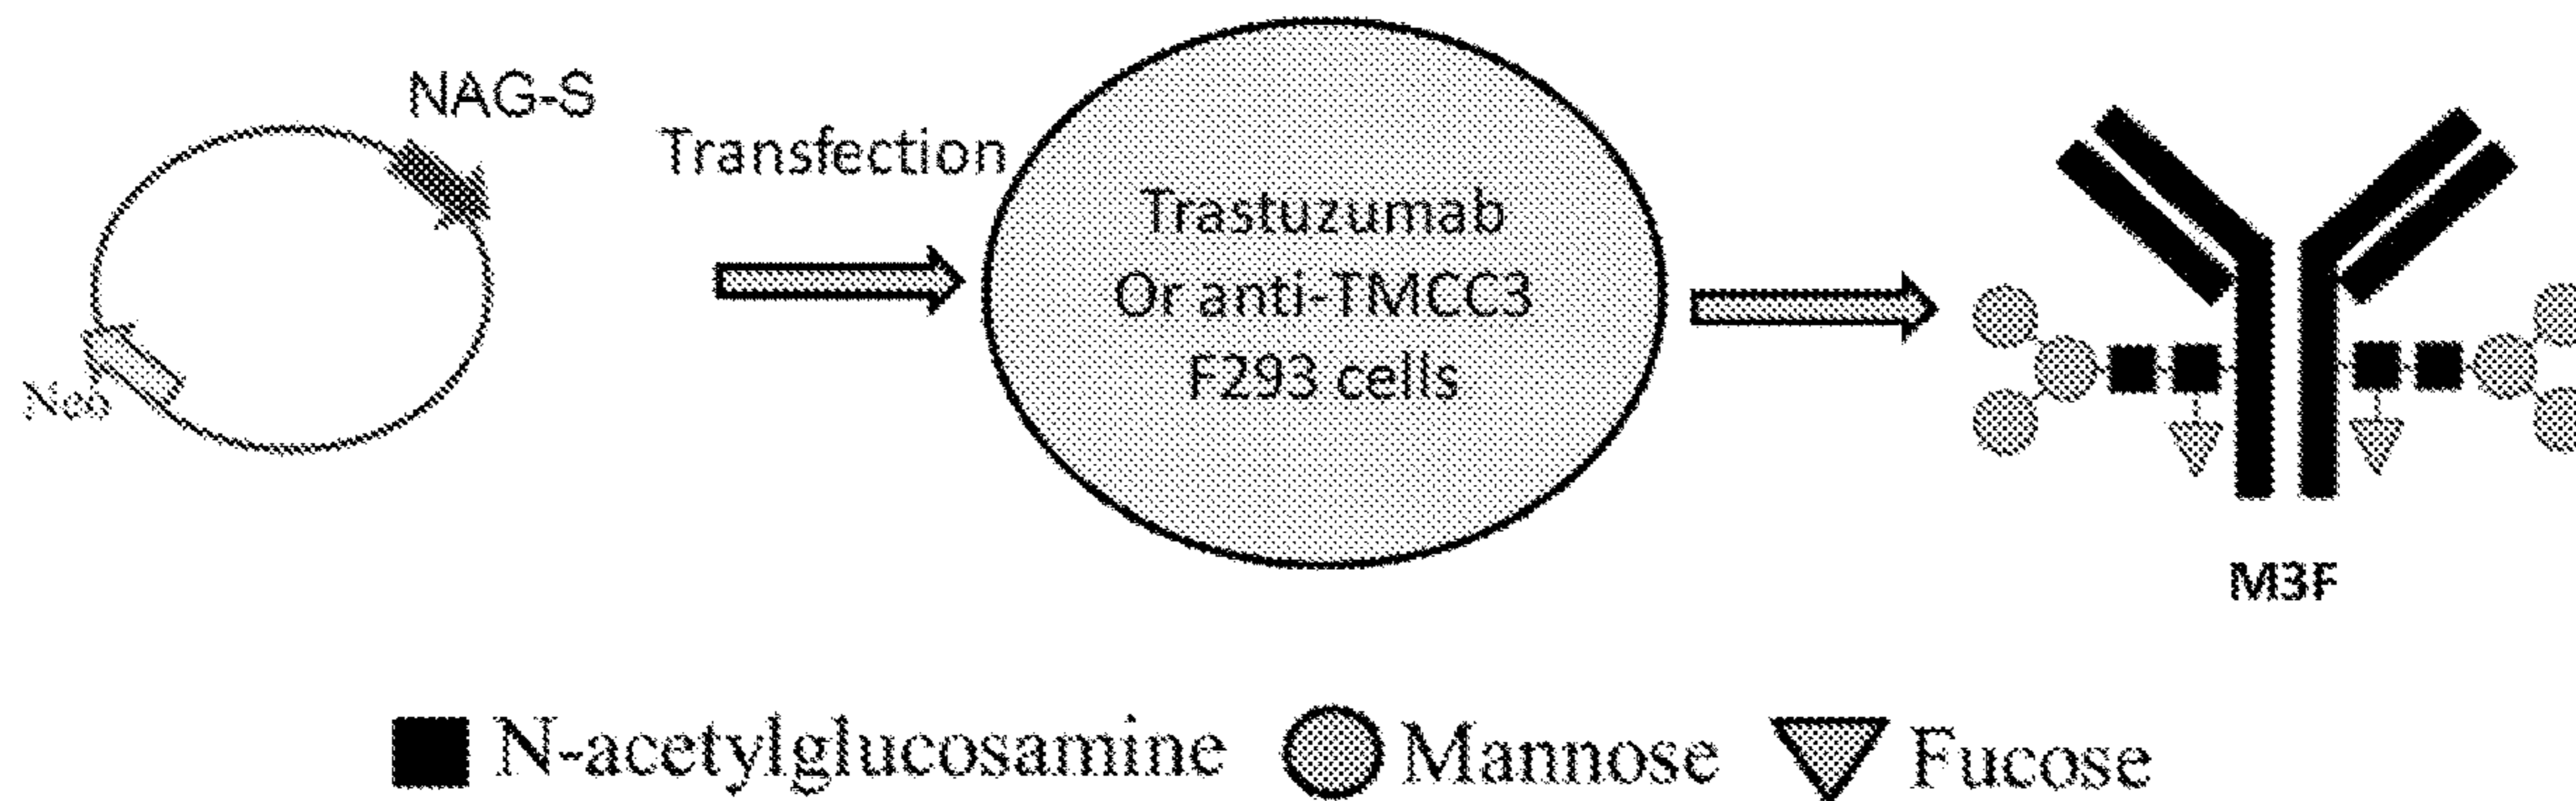 NAG-S
Neo
Transfection
Trastuzumab
Or anti-TMCC3
F293 cells
M3F
N-acetylglucosamine
Mannose
Fucose